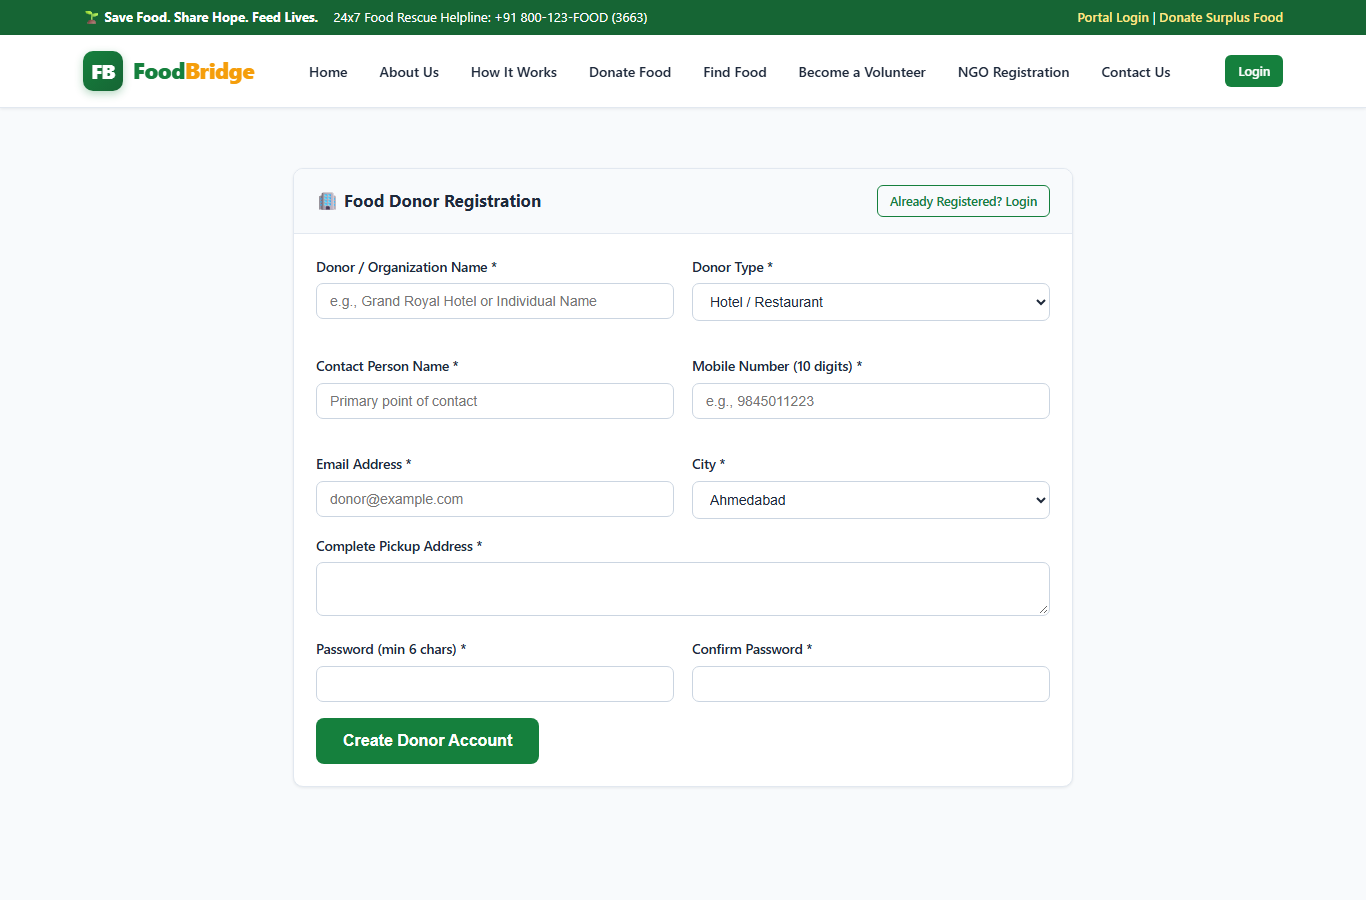 Save Food. Share Hope. Feed Lives. 24x7 Food Rescue Helpline: +91 800-123-FOOD (3663) Portal Login | Donate Surplus Food
FB FoodBridge Home About Us How It Works Donate Food Find Food Become a Volunteer NGO Registration Contact Us Login
Food Donor Registration Already Registered? Login
Donor / Organization Name * Donor Type *
e.g., Grand Royal Hotel or Individual Name Hotel / Restaurant
Contact Person Name * Mobile Number (10 digits) *
Primary point of contact e.g., 9845011223
Email Address * City *
donor@example.com Ahmedabad
Complete Pickup Address *
Password (min 6 chars) * Confirm Password *
Create Donor Account